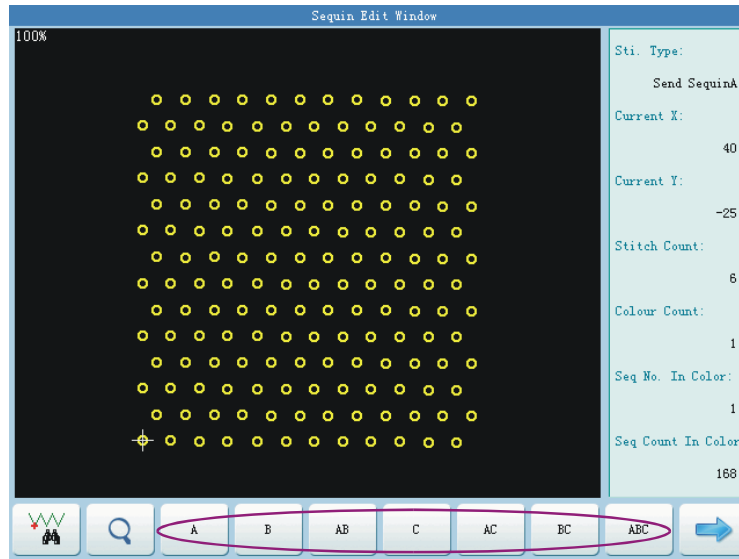 Sequin Edit Window
100%
Sti. Type:
Send SequinA
Current X:
40
Current Y:
-25
Stitch Count:
6
Colour Count:
1
Seq No. In Color:
1
Seq Count In Color
168
A B AB C AC BC ABC